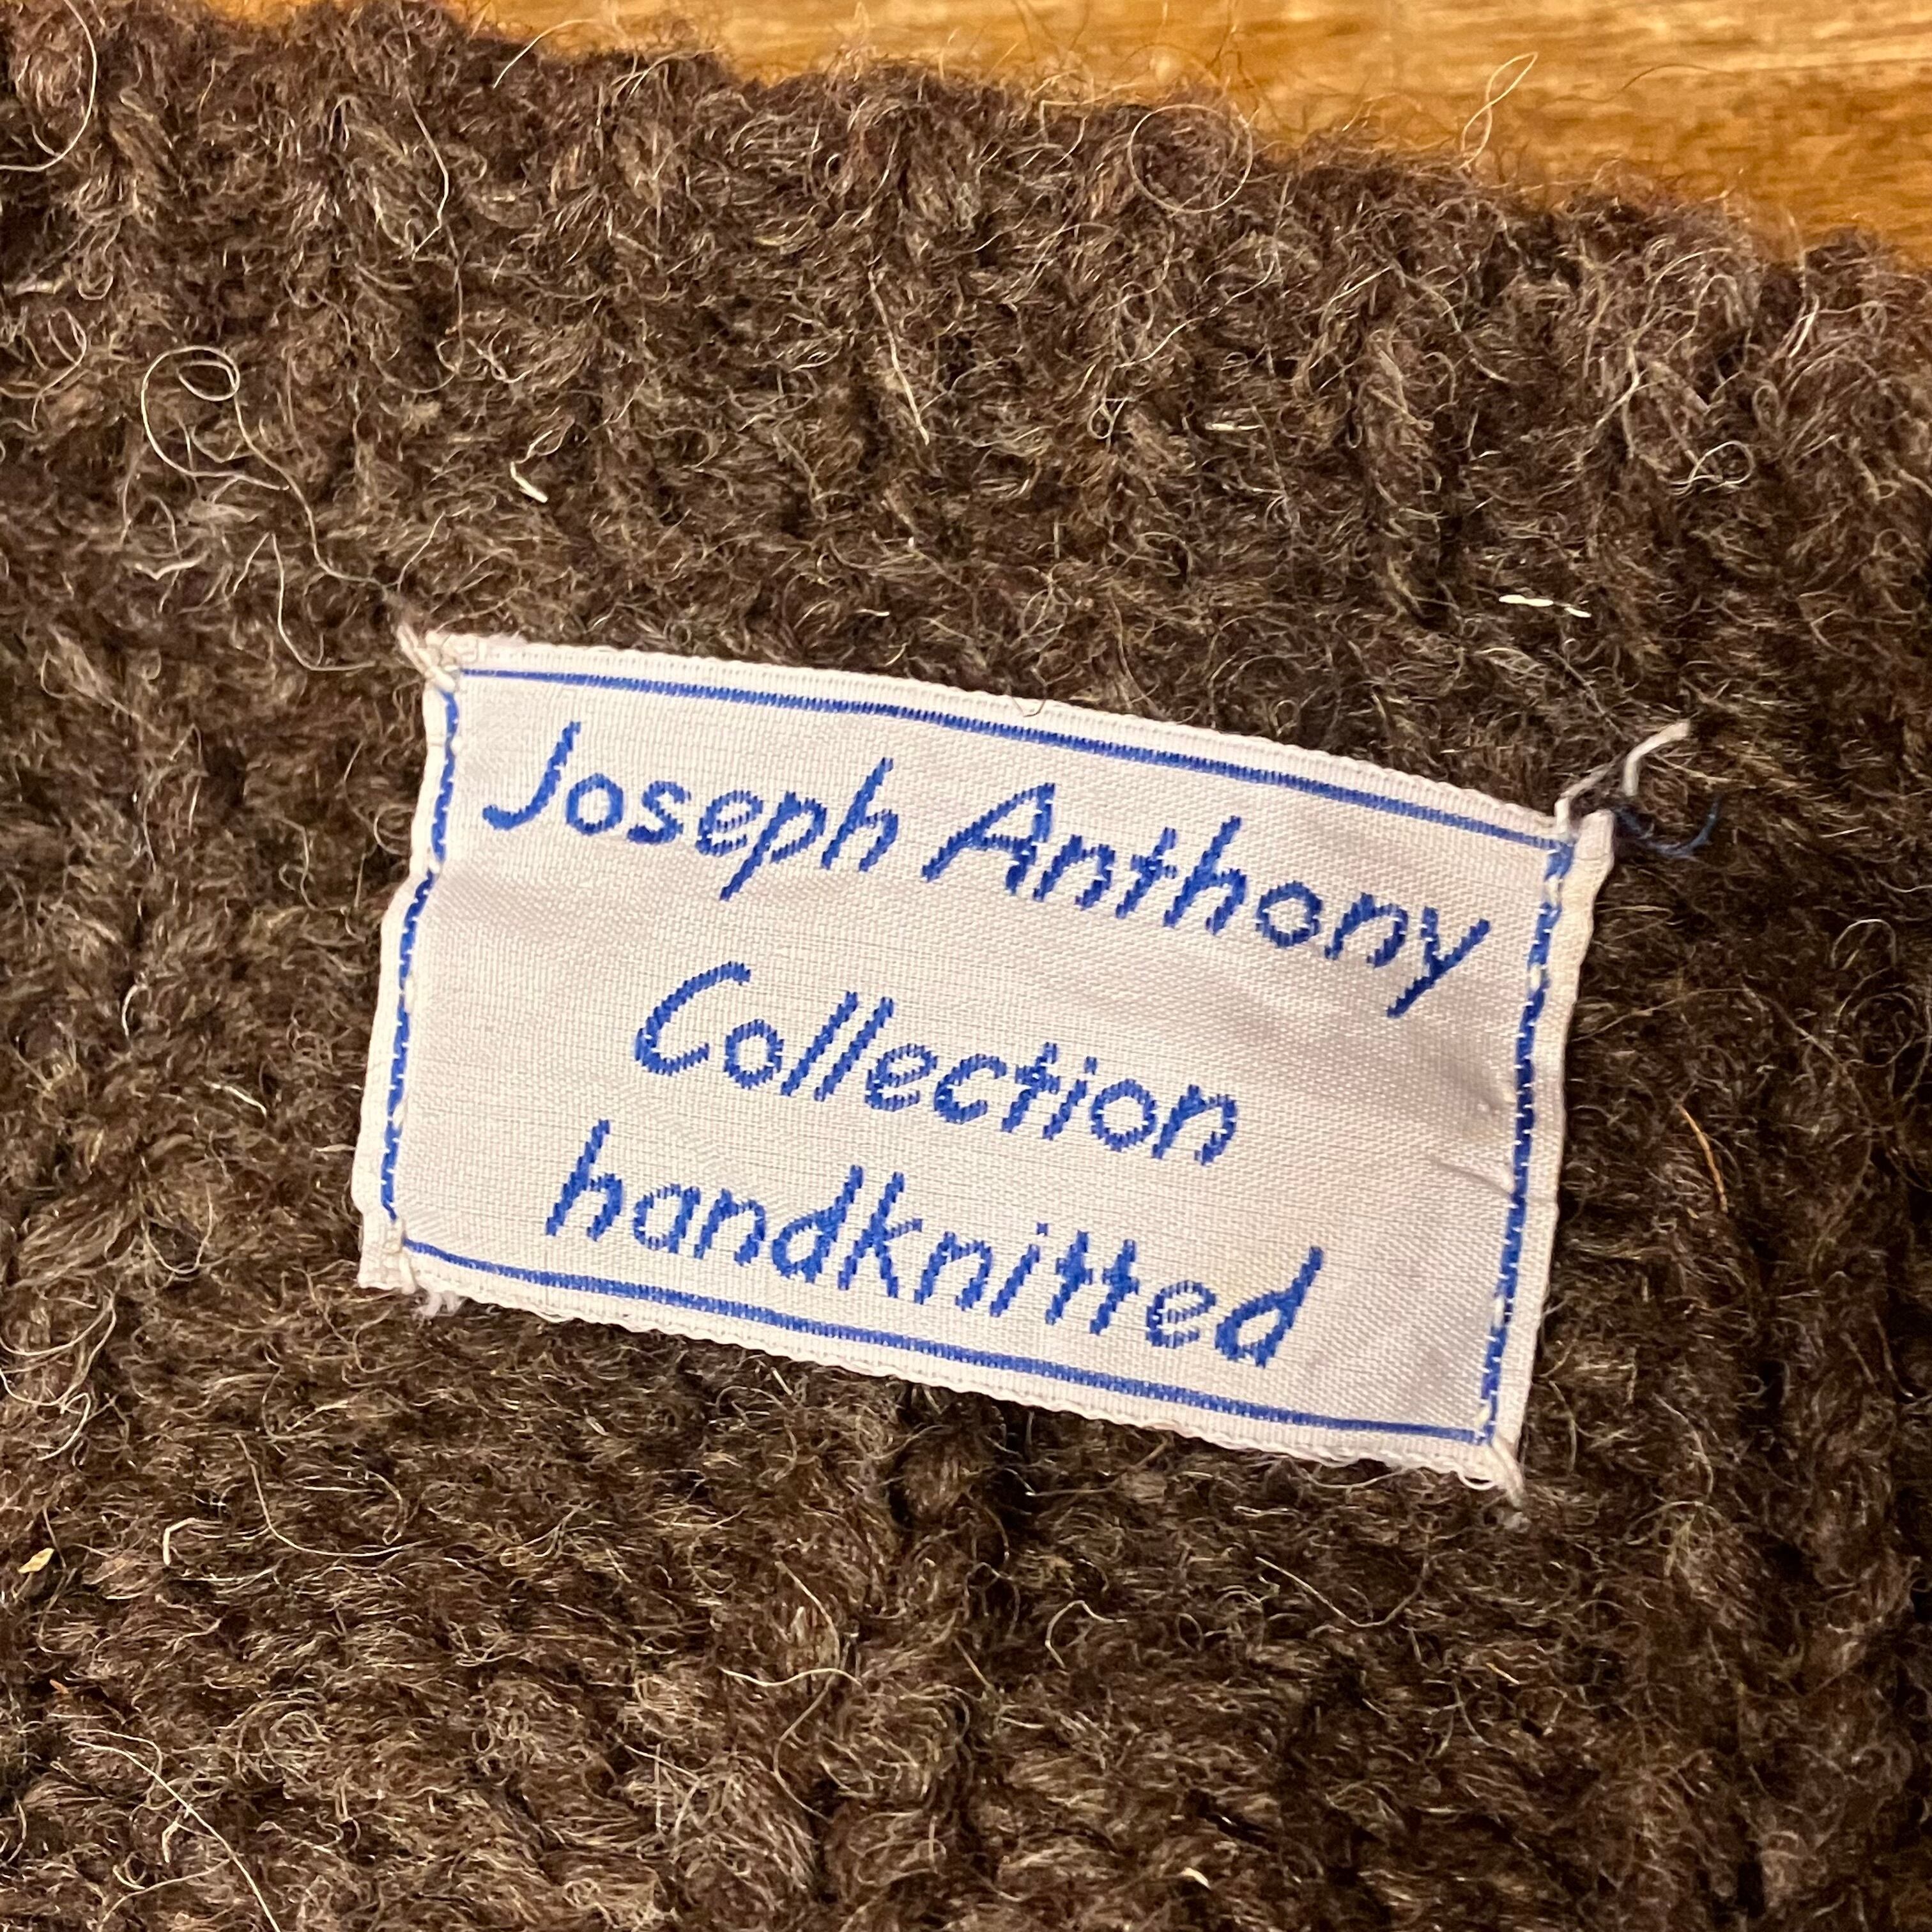 Joseph Anthony
Collection
handknitted